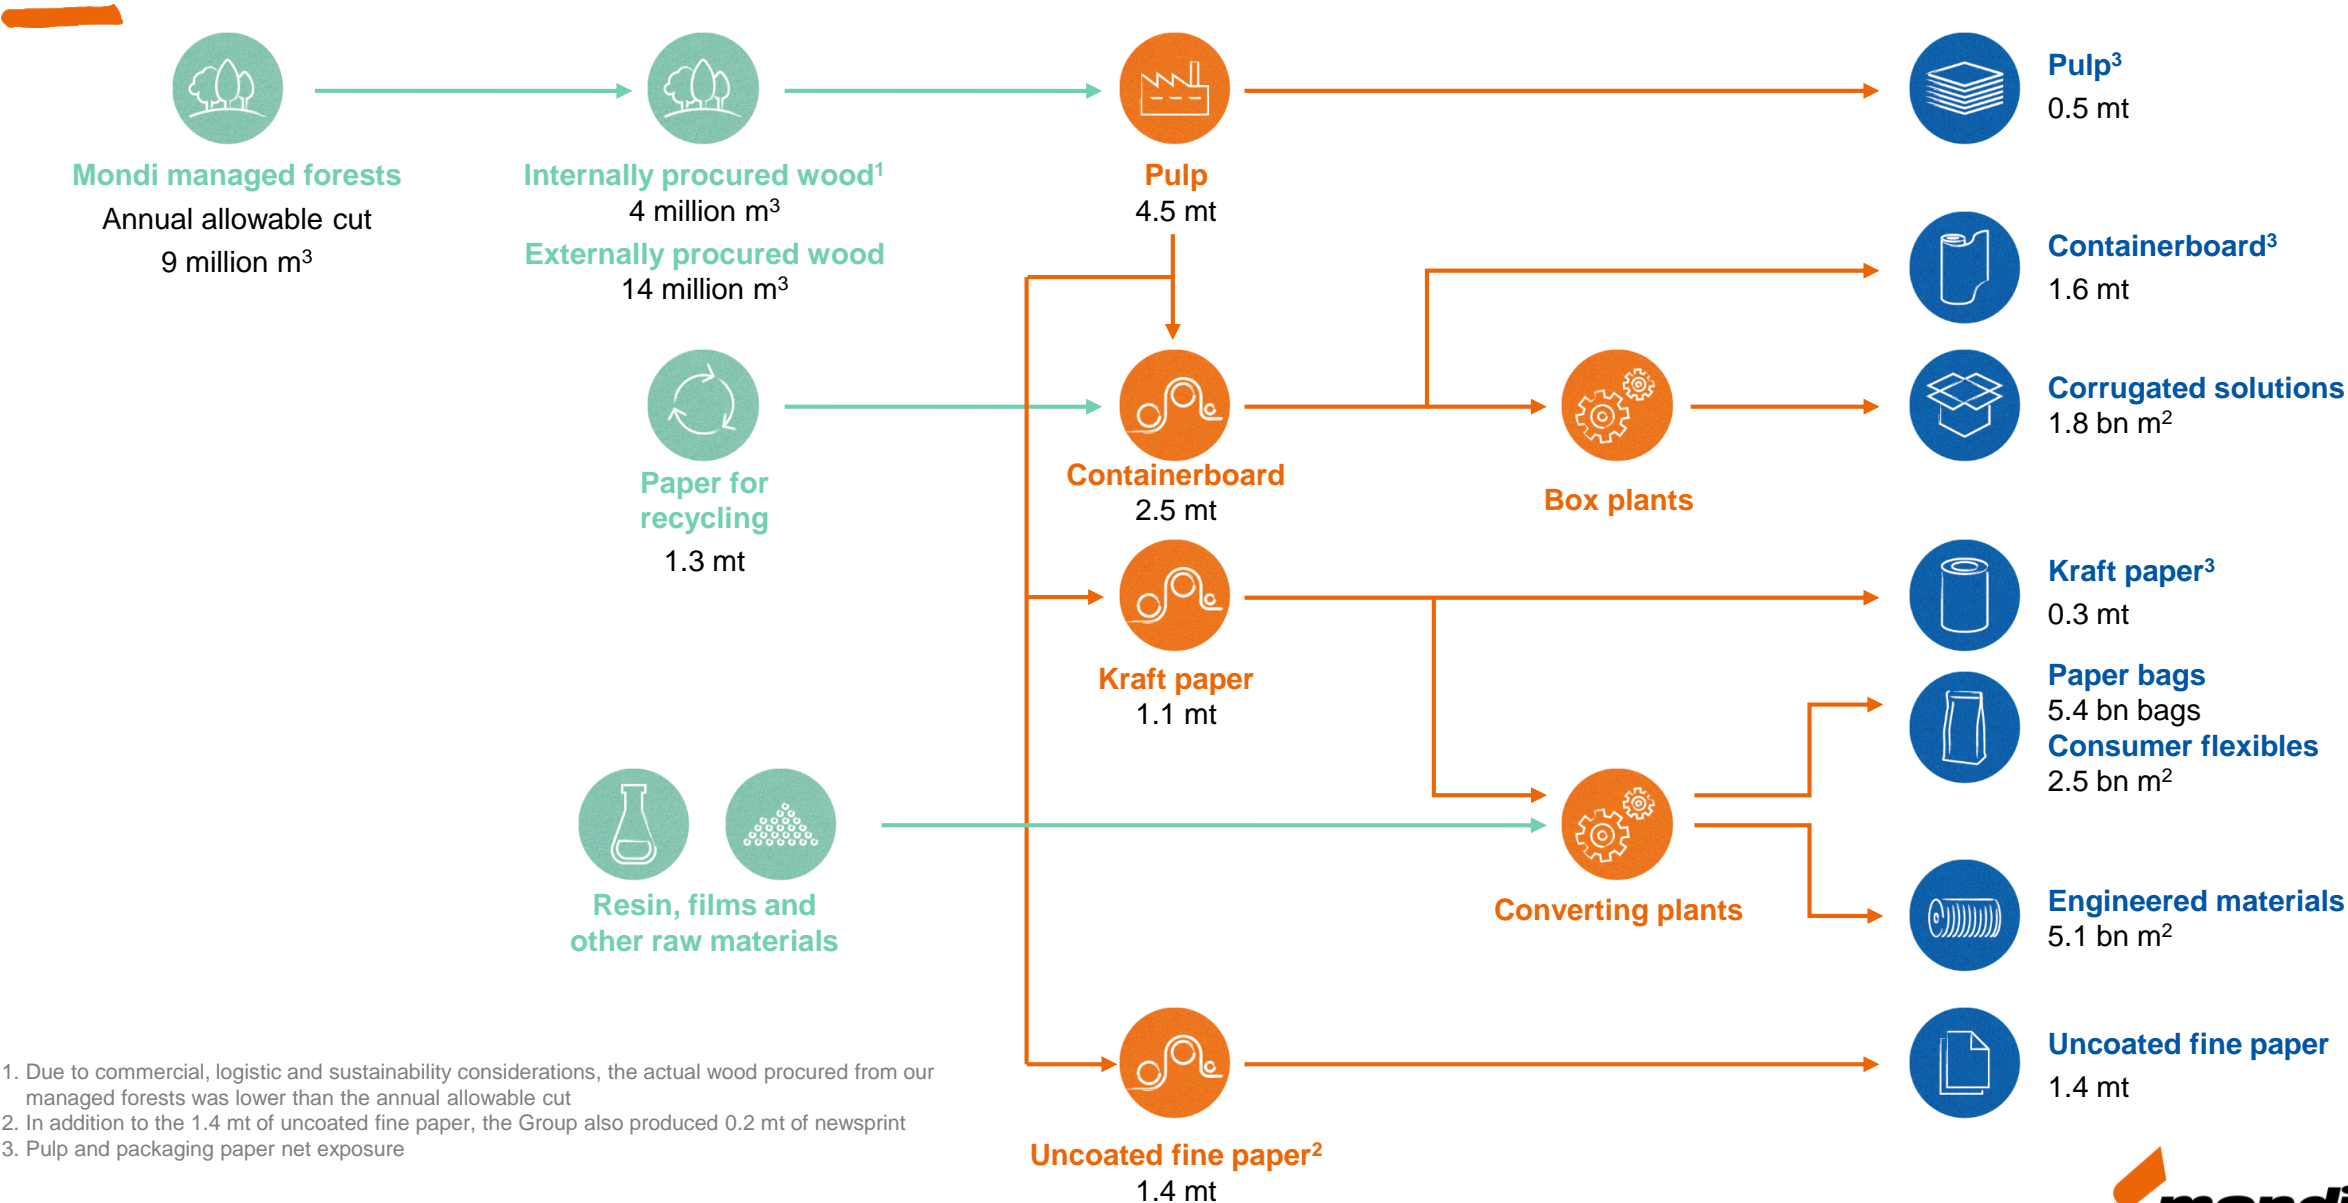 Mondi managed forests
Annual allowable cut
9 million m³
Internally procured wood¹
4 million m³
Externally procured wood
14 million m³
Pulp
4.5 mt
Pulp³
0.5 mt
Containerboard³
1.6 mt
Paper for
recycling
1.3 mt
Containerboard
2.5 mt
Box plants
Corrugated solutions
1.8 bn m²
Kraft paper
1.1 mt
Kraft paper³
0.3 mt
Paper bags
5.4 bn bags
Consumer flexibles
2.5 bn m²
Resin, films and
other raw materials
Converting plants
Engineered materials
5.1 bn m²
Uncoated fine paper²
1.4 mt
Uncoated fine paper
1.4 mt
1. Due to commercial, logistic and sustainability considerations, the actual wood procured from our
managed forests was lower than the annual allowable cut
2. In addition to the 1.4 mt of uncoated fine paper, the Group also produced 0.2 mt of newsprint
3. Pulp and packaging paper net exposure
mondi